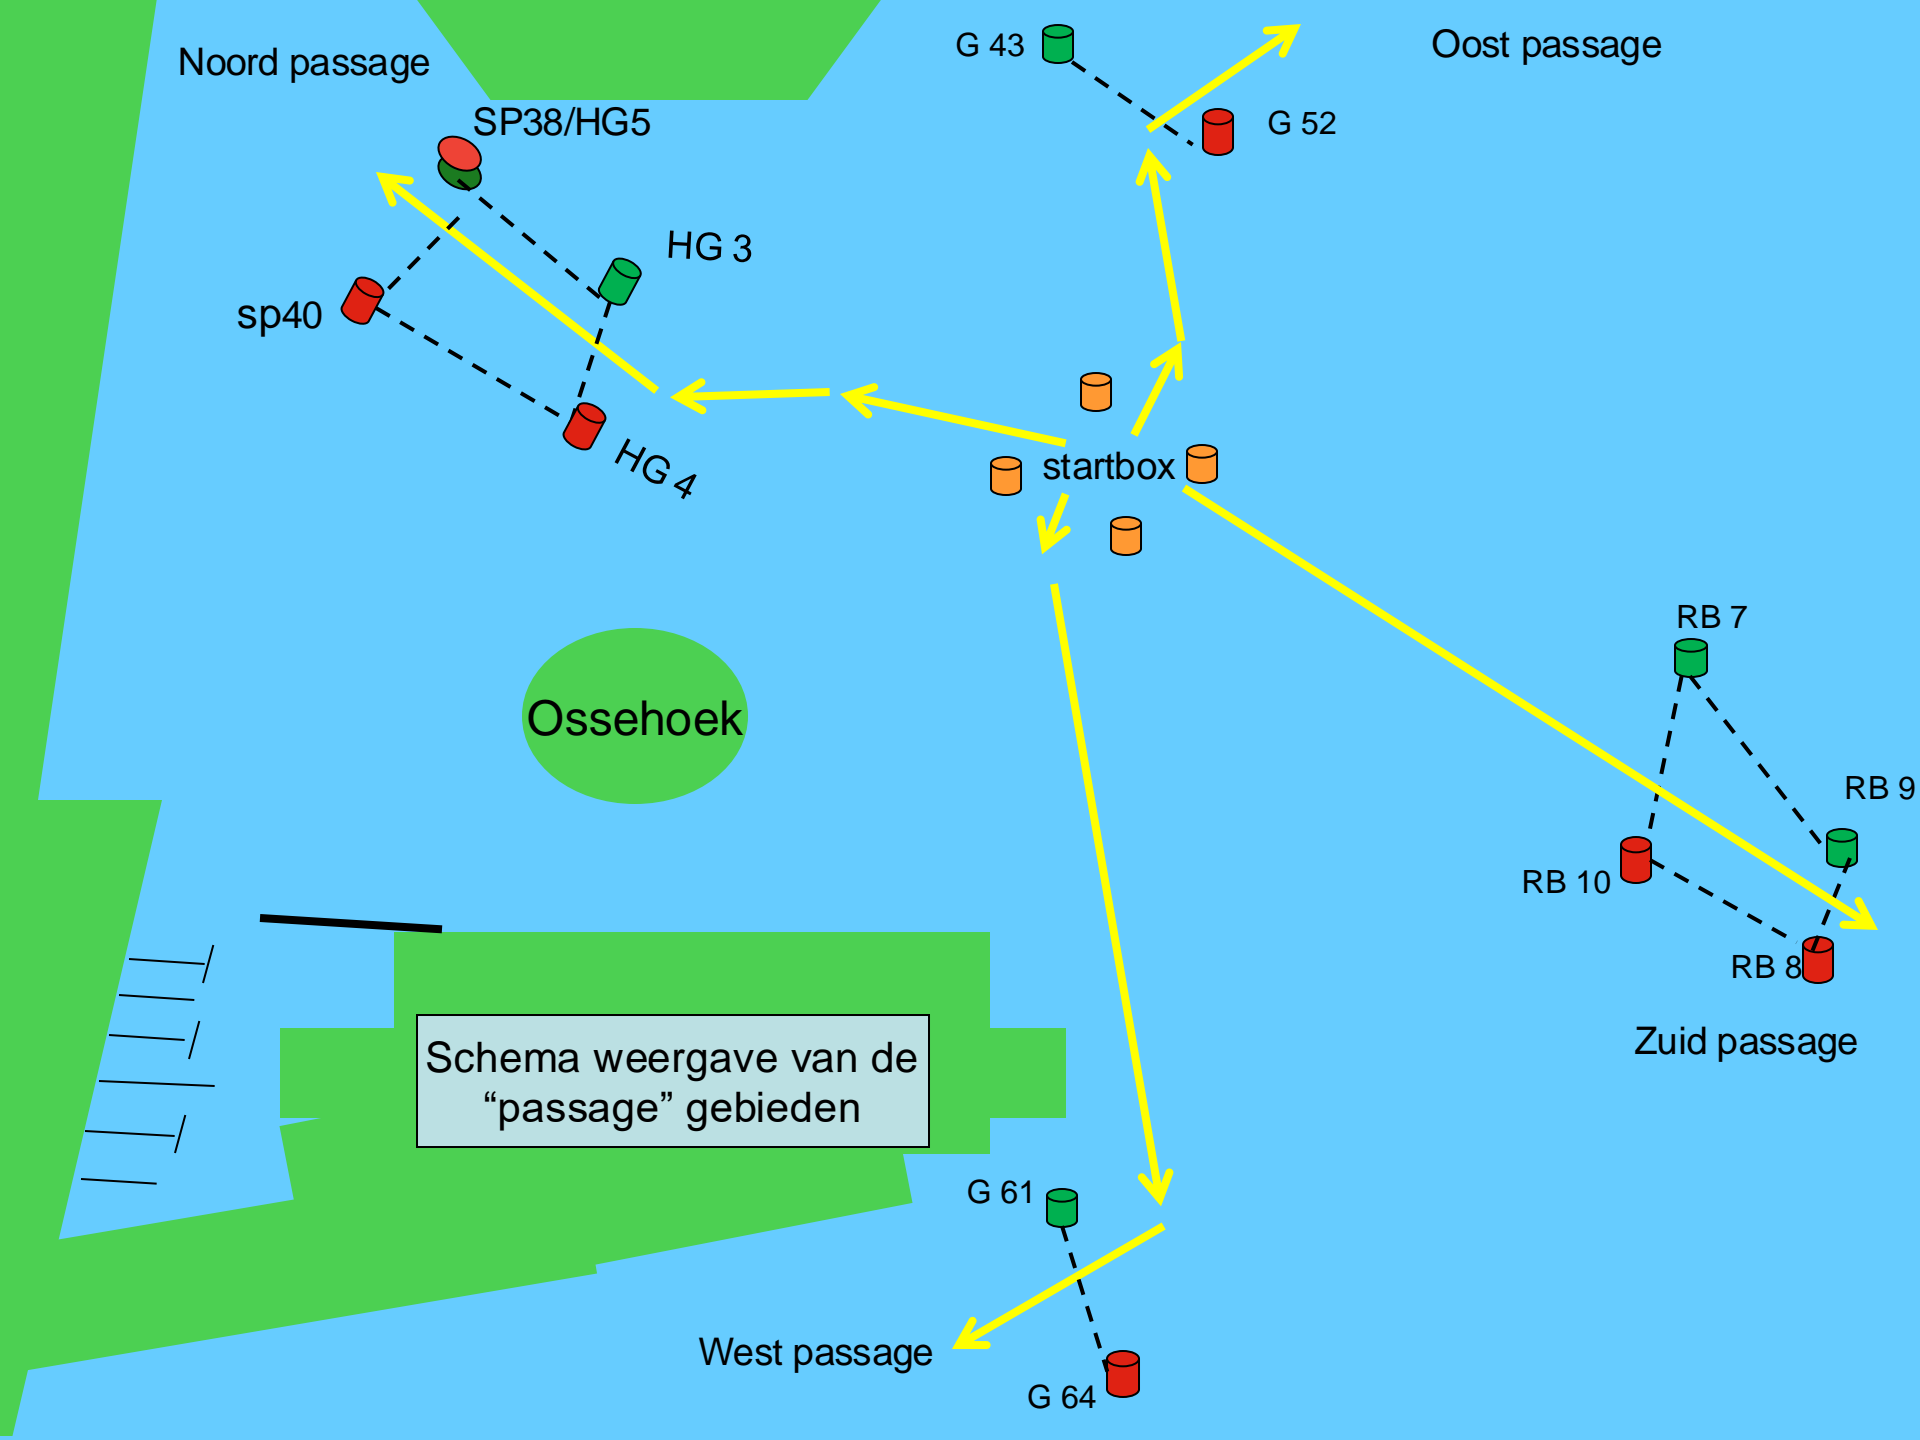 Noord passage
G 43
Oost passage
SP38/HG5
G 52
HG 3
sp40
HG 4
startbox
RB 7
Ossehoek
RB 9
RB 10
RB 8
Zuid passage
Schema weergave van de
“passage” gebieden
G 61
West passage
G 64